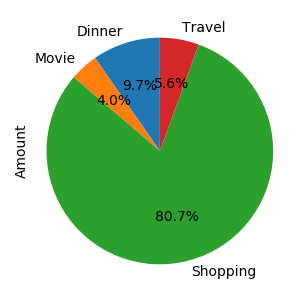 Travel
Dinner
Movie
9.7%
5.6%
4.0%
Amount
80.7%
Shopping